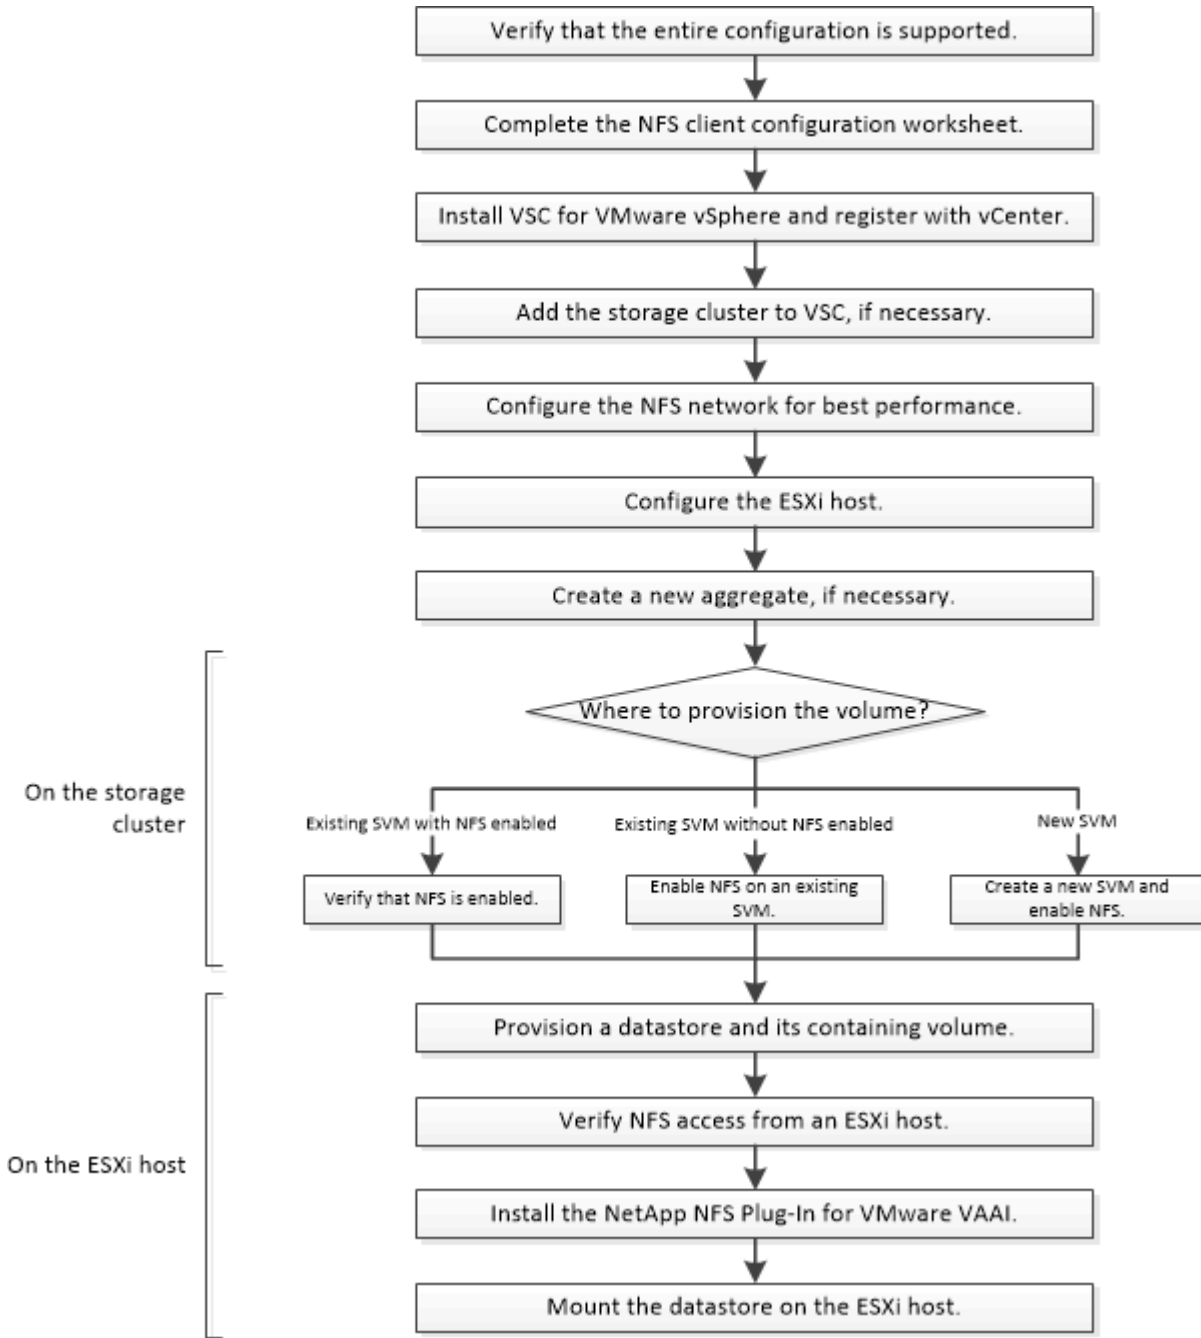 Verify that the entire configuration is supported.
Complete the NFS client configuration worksheet.
Install VSC for VMware vSphere and register with vCenter.
Add the storage cluster to VSC, if necessary.
Configure the NFS network for best performance.
Configure the ESXi host.
Create a new aggregate, if necessary.
Where to provision the volume?
On the storage
cluster
Existing SVM with NFS enabled
Existing SVM without NFS enabled
New SVM
Verify that NFS is enabled.
Enable NFS on an existing
SVM.
Create a new SVM and
enable NFS.
Provision a datastore and its containing volume.
Verify NFS access from an ESXi host.
On the ESXi host
Install the NetApp NFS Plug-In for VMware VAAI.
Mount the datastore on the ESXi host.